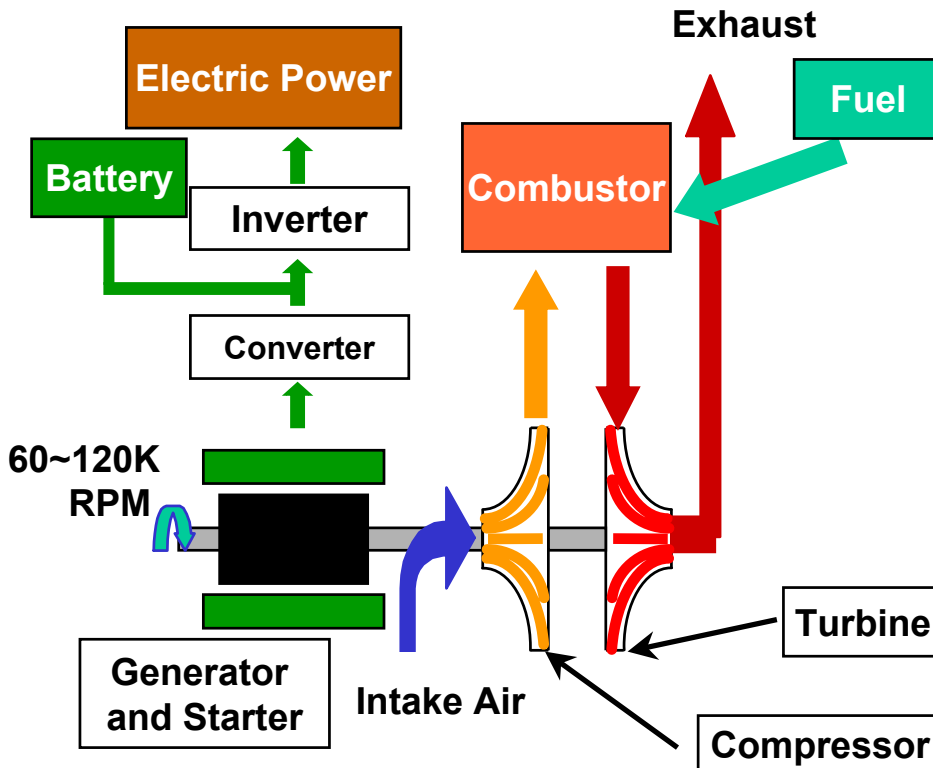 Exhaust
Electric Power
Fuel
Battery
Combustor
Inverter
Converter
60~120K
RPM
Turbine
Generator
and Starter
Intake Air
Compressor